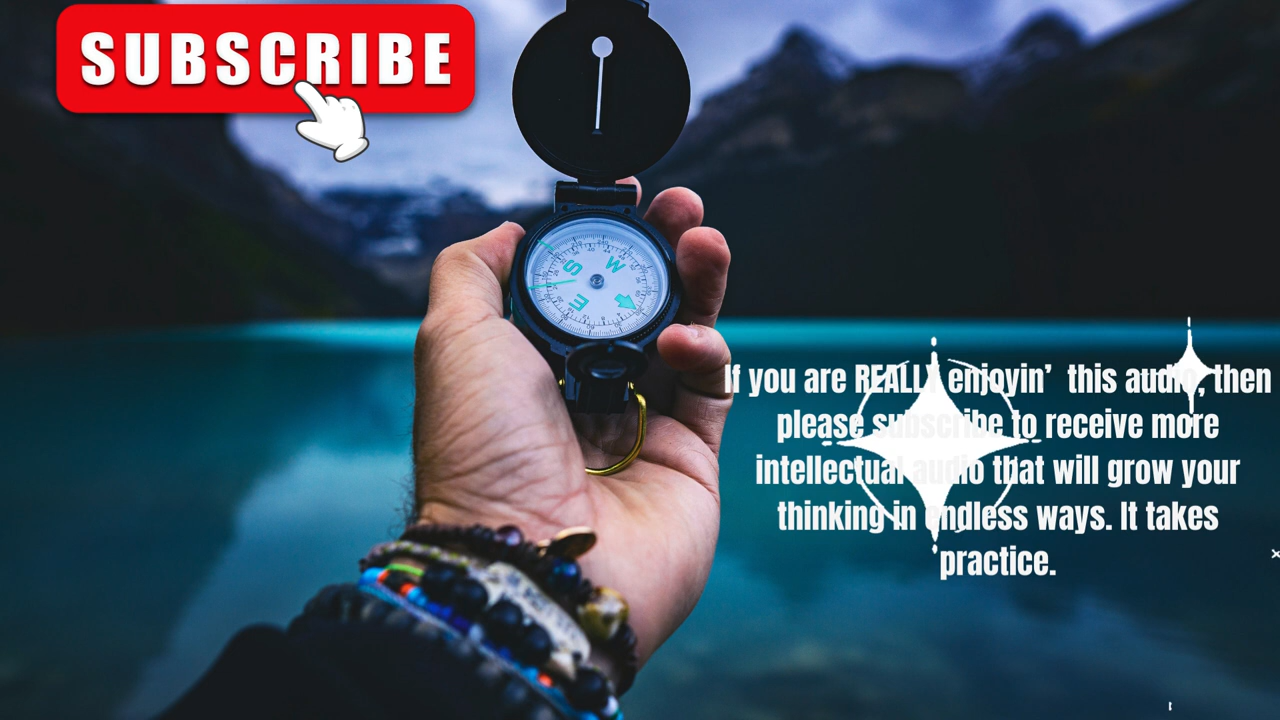 SUBSCRIBE
S W
E
If you are REALLY enjoyin’ this audio, then
please subscribe to receive more
intellectual audio that will grow your
thinking in endless ways. It takes
practice.